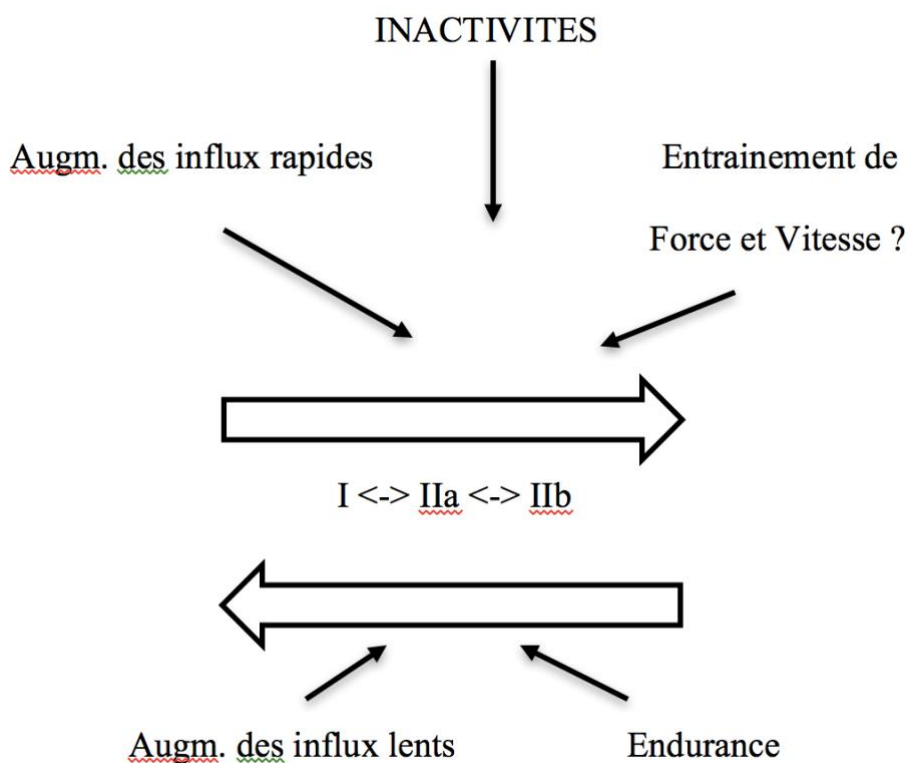 INACTIVITES
Augm. des influx rapides
Entrainement de
Force et Vitesse ?
I <-> IIa <-> IIb
Augm. des influx lents
Endurance